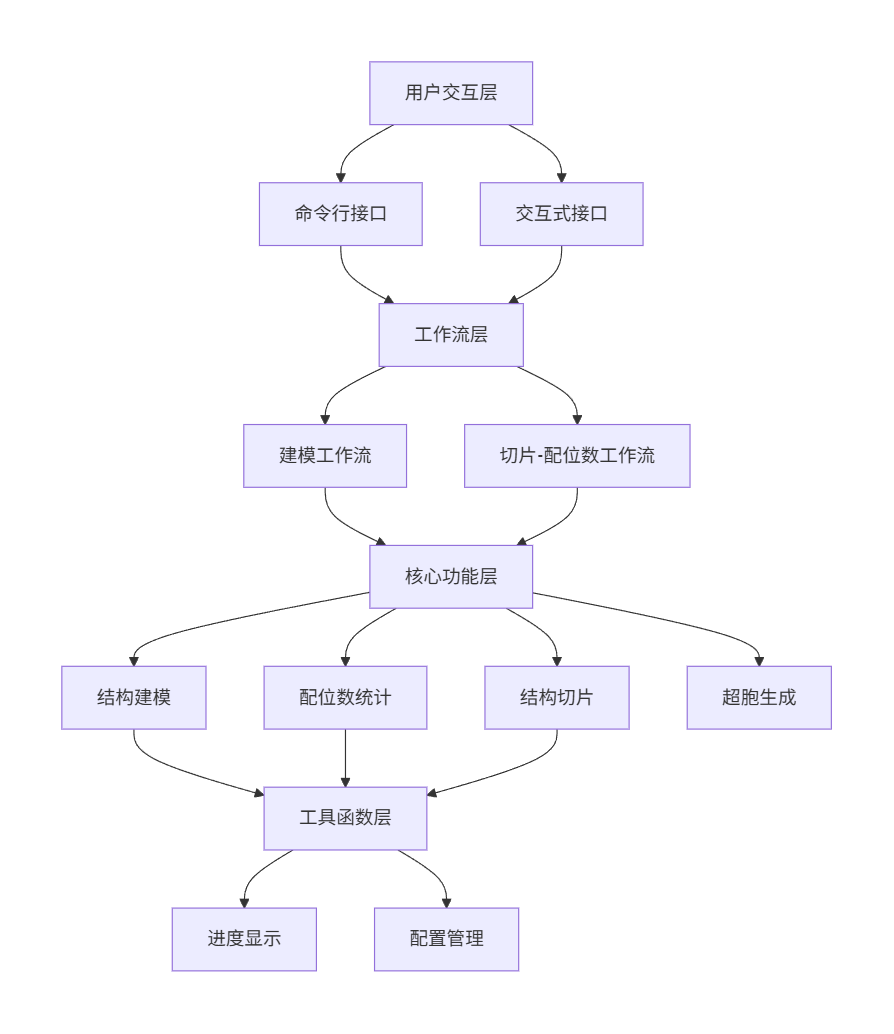 用户交互层
命令行接口
交互式接口
工作流层
建模工作流
切片-配位数工作流
核心功能层
结构建模
配位数统计
结构切片
超胞生成
工具函数层
进度显示
配置管理